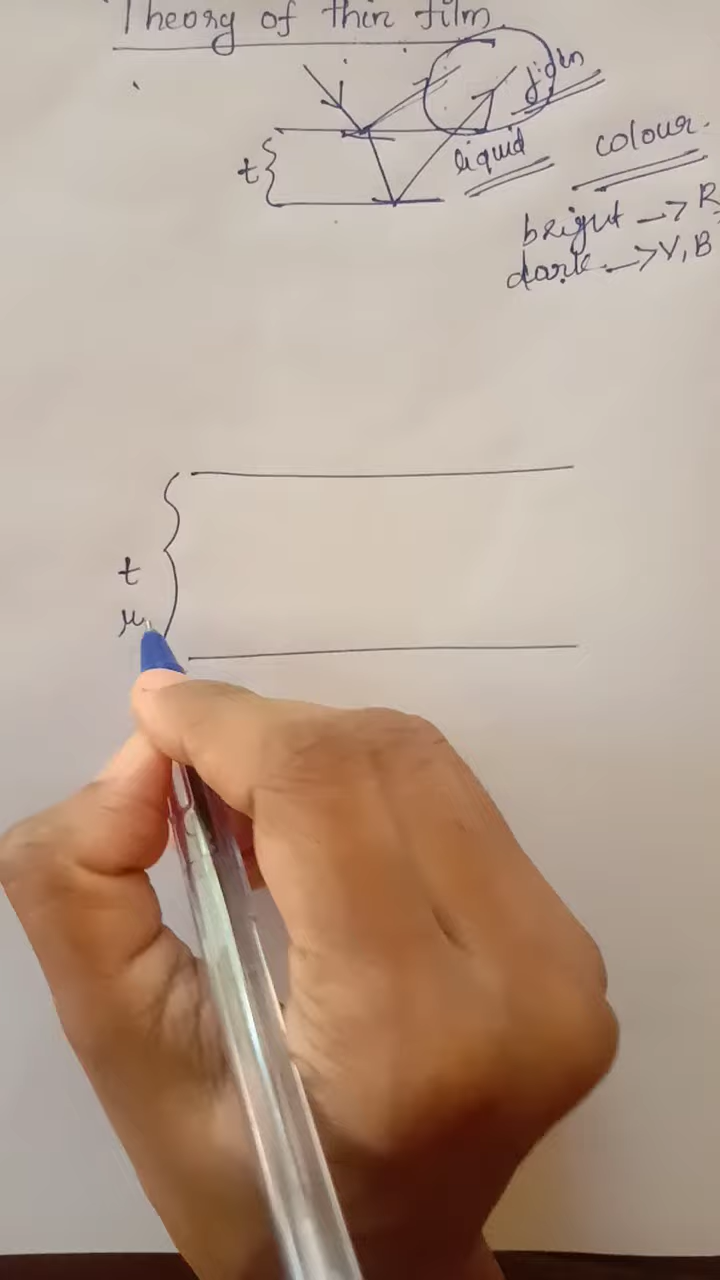 Theory of thin film
t
liquid
colour.
bright → R,
dark → V, B
t
μ